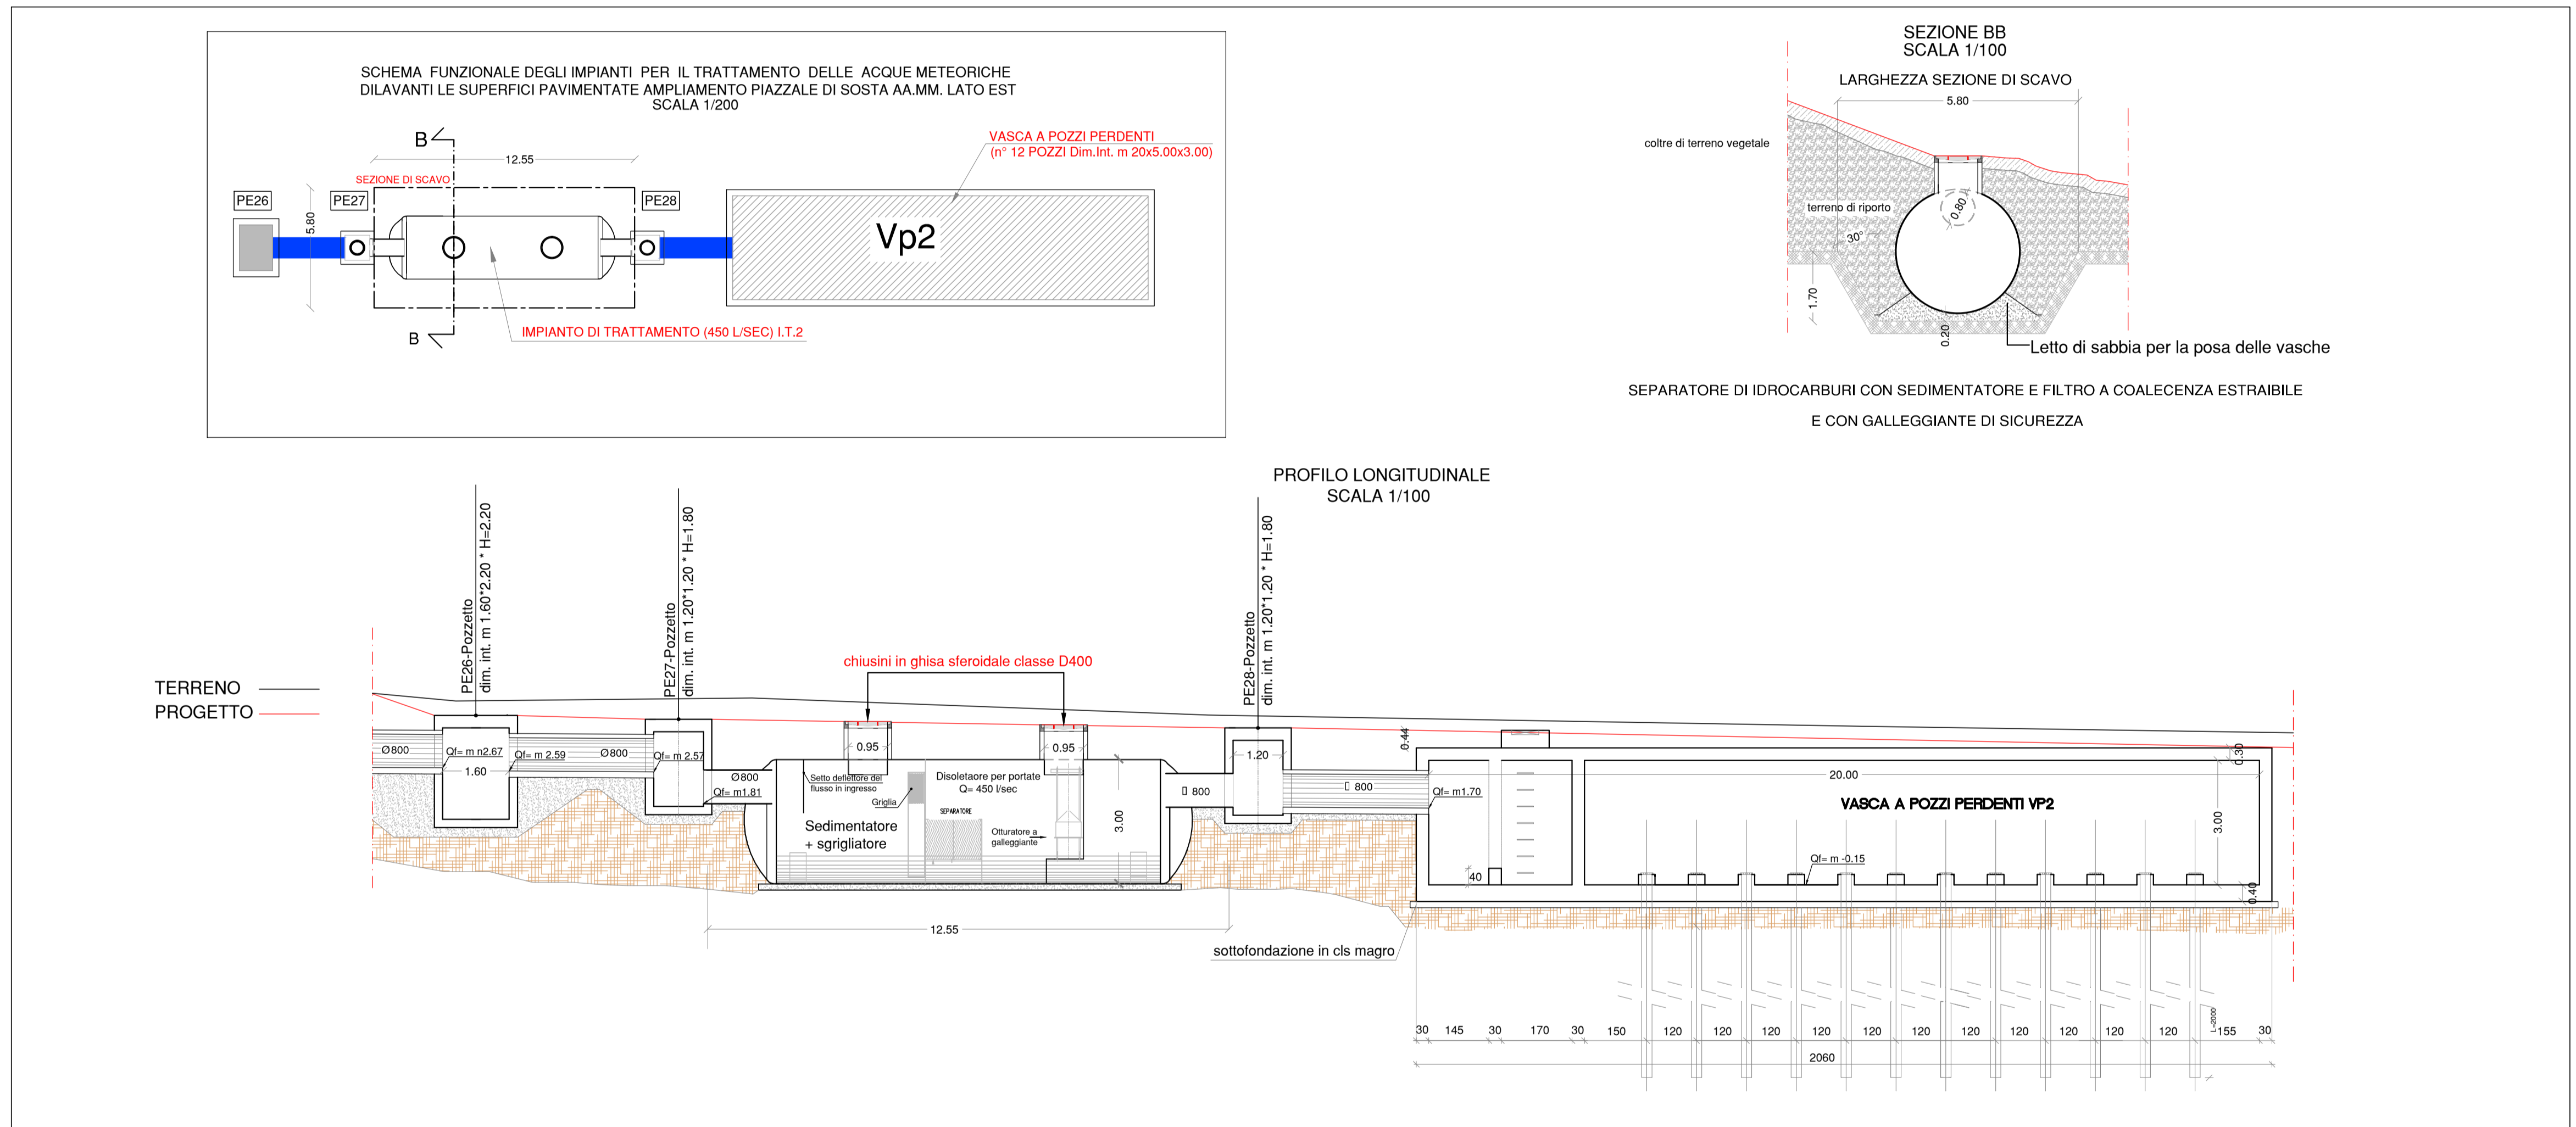 SCHEMA FUNZIONALE DEGLI IMPIANTI PER IL TRATTAMENTO DELLE ACQUE METEORICHE
DILAVANTI LE SUPERFICI PAVIMENTATE AMPLIAMENTO PIAZZALE DI SOSTA AA.MM. LATO EST
SCALA 1/200
B
12.55
SEZIONE DI SCAVO
PE26
PE27
PE28
5.80
VASCA A POZZI PERDENTI
(n° 12 POZZI Dim.Int. m 20x5.00x3.00)
Vp2
B
IMPIANTO DI TRATTAMENTO (450 L/SEC) I.T.2
SEZIONE BB
SCALA 1/100
LARGHEZZA SEZIONE DI SCAVO
5.80
coltre di terreno vegetale
terreno di riporto
0.80
30°
1.70
0.20
Letto di sabbia per la posa delle vasche
SEPARATORE DI IDROCARBURI CON SEDIMENTATORE E FILTRO A COALECENZA ESTRAIBILE
E CON GALLEGGIANTE DI SICUREZZA
PROFILO LONGITUDINALE
SCALA 1/100
PE26-Pozzetto
dim. int. m 1.60*2.20 * H=2.20
PE27-Pozzetto
dim. int. m 1.20*1.20 * H=1.80
PE28-Pozzetto
dim. int. m 1.20*1.20 * H=1.80
chiusini in ghisa sferoidale classe D400
TERRENO
PROGETTO
Ø800
Qf= m n2.67
1.60
Qf= m 2.59
Ø800
Qf= m 2.57
Ø800
Qf= m1.81
0.95
0.95
Setto deflettore del
flusso in ingresso
Griglia
Disoletaore per portate
Q= 450 l/sec
SEPARATORE
Sedimentatore
+ sgrigliatore
Otturatore a
galleggiante
3.00
12.55
▯ 800
1.20
▯ 800
0.44
Qf= m1.70
20.00
0.30
VASCA A POZZI PERDENTI VP2
3.00
Qf= m -0.15
40
0.40
sottofondazione in cls magro
30 145 30 170 30 150 120 120 120 120 120 120 120 120 120 120 120 155 30
L=2000
2060